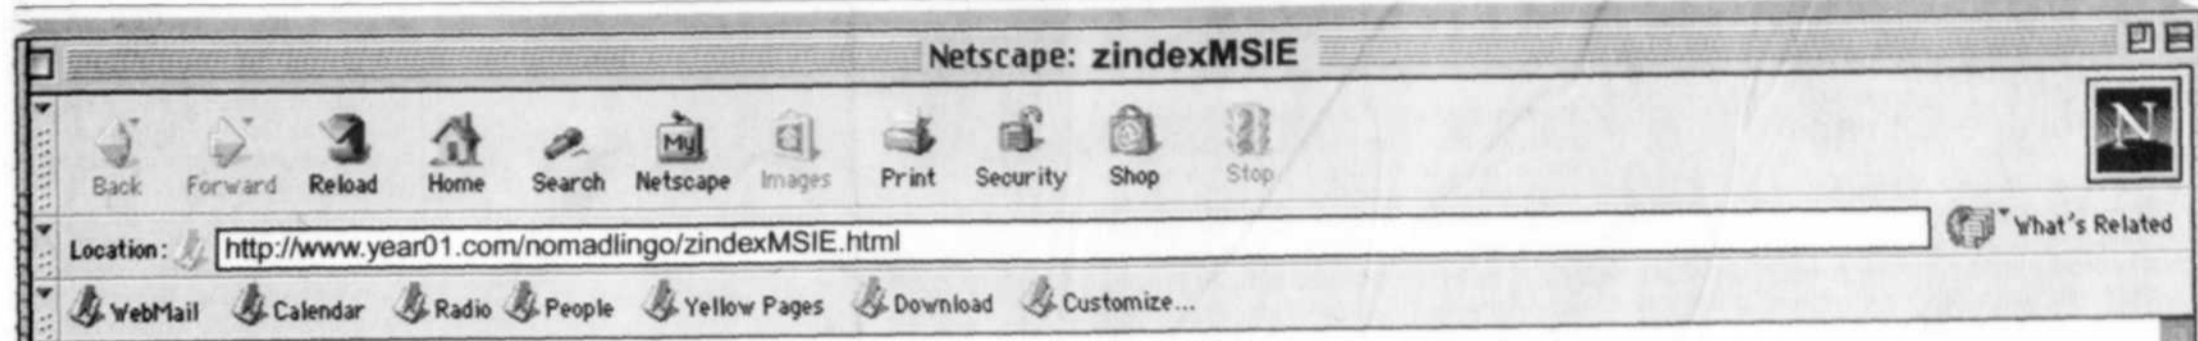 Netscape: zindexMSIE
N
My
Back Forward Reload Home Search Netscape Images Print Security Shop Stop
Location: http://www.year01.com/nomadlingo/zindexMSIE.html What's Related
WebMail Calendar Radio People Yellow Pages Download Customize...